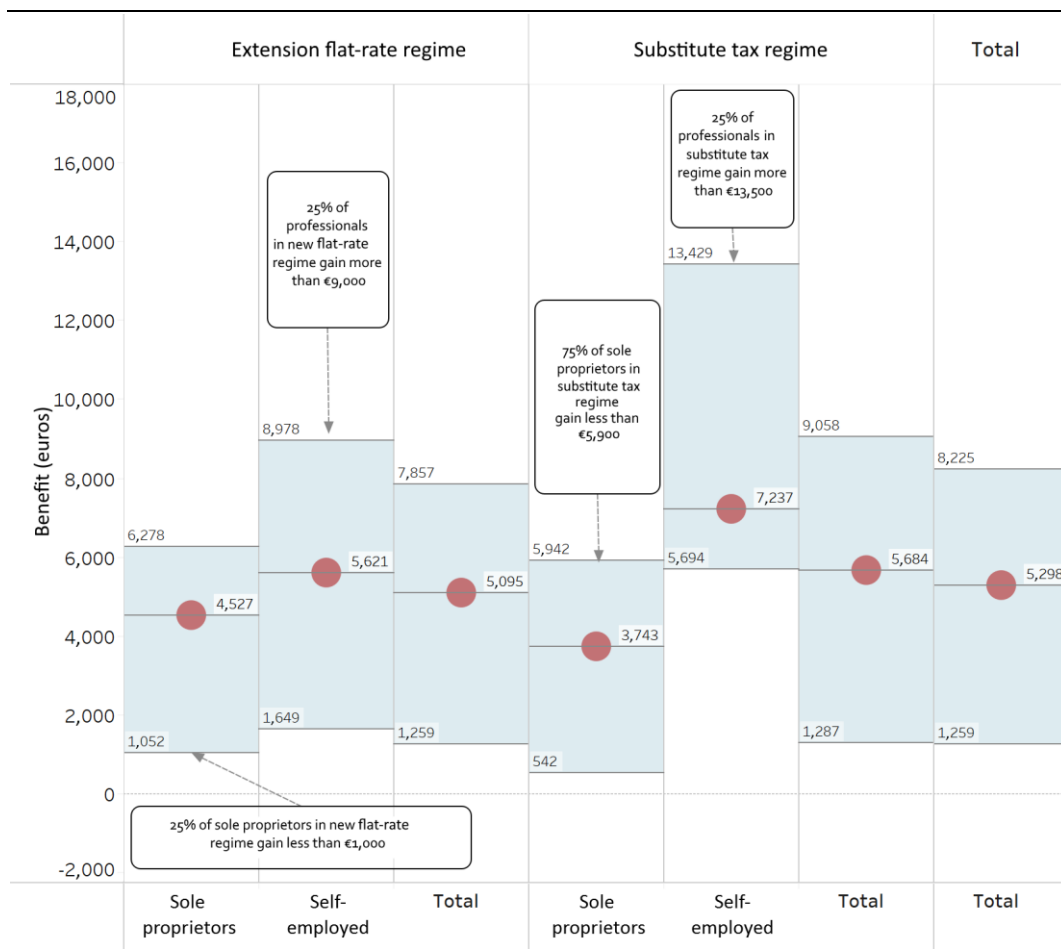 Extension flat-rate regime
Substitute tax regime
Total
Benefit (euros)
18,000
16,000
14,000
12,000
10,000
8,000
6,000
4,000
2,000
0
-2,000
25% of
professionals
in new flat-rate
regime gain more
than €9,000
25% of
professionals in
substitute tax
regime gain more
than €13,500
75% of sole
proprietors in
substitute tax
regime
gain less than
€5,900
25% of sole proprietors in new flat-rate
regime gain less than €1,000
6,278
4,527
1,052
8,978
5,621
1,649
7,857
5,095
1,259
5,942
3,743
542
13,429
7,237
5,694
9,058
5,684
1,287
8,225
5,298
1,259
Sole
proprietors
Self-
employed
Total
Sole
proprietors
Self-
employed
Total
Total